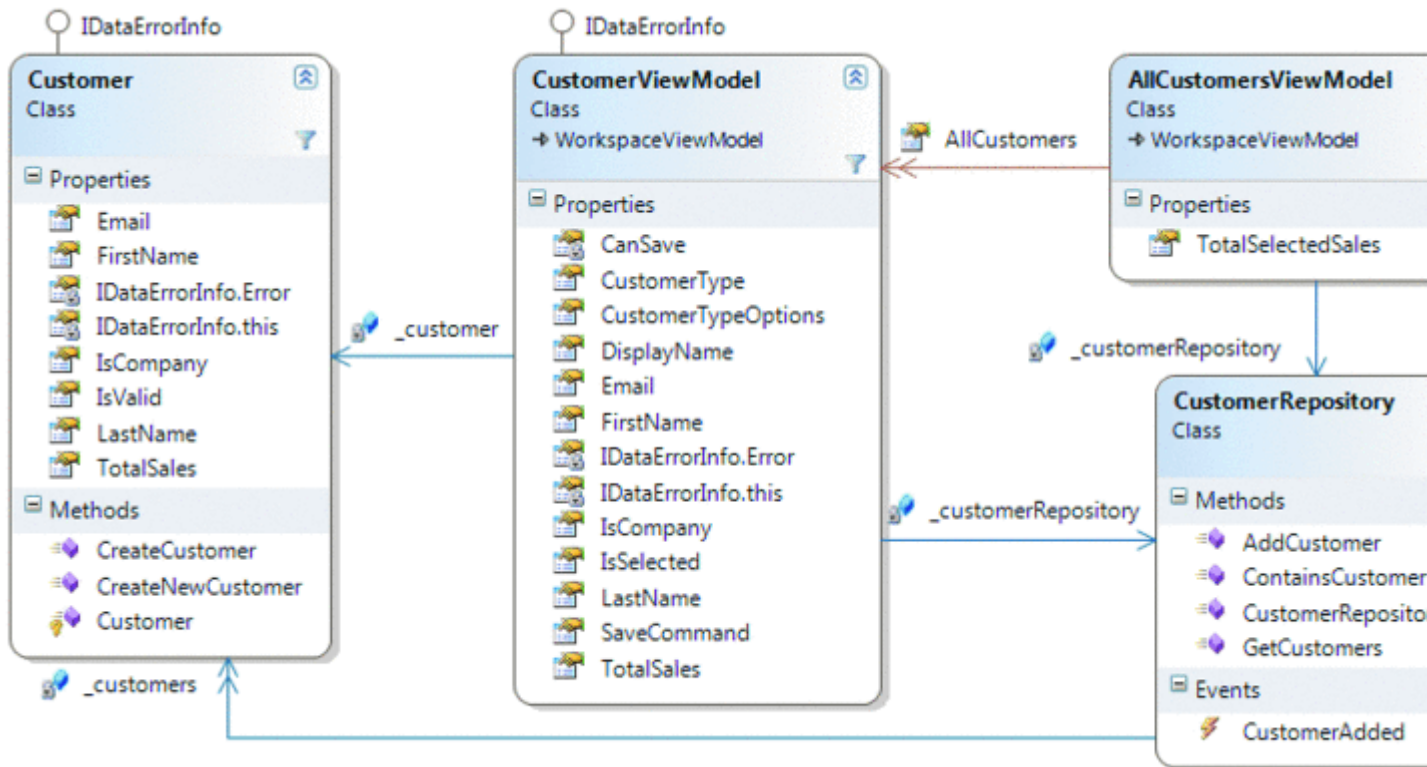 IDataErrorInfo
Customer
Class
Properties
Email
FirstName
IDataErrorInfo.Error
IDataErrorInfo.this
IsCompany
IsValid
LastName
TotalSales
Methods
CreateCustomer
CreateNewCustomer
Customer
_customers
_customer
IDataErrorInfo
CustomerViewModel
Class
WorkspaceViewModel
Properties
CanSave
CustomerType
CustomerTypeOptions
DisplayName
Email
FirstName
IDataErrorInfo.Error
IDataErrorInfo.this
IsCompany
IsSelected
LastName
SaveCommand
TotalSales
AllCustomers
_customerRepository
AllCustomersViewModel
Class
WorkspaceViewModel
Properties
TotalSelectedSales
_customerRepository
CustomerRepository
Class
Methods
AddCustomer
ContainsCustomer
GetCustomers
Events
CustomerAdded